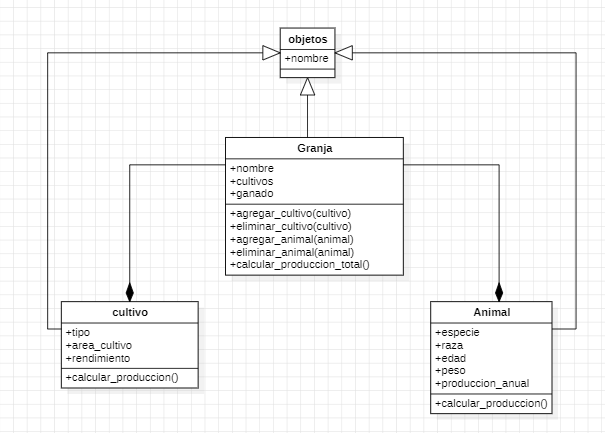 objetos
+nombre
Granja
+nombre
+cultivos
+ganado
+agregar_cultivo(cultivo)
+eliminar_cultivo(cultivo)
+agregar_animal(animal)
+eliminar_animal(animal)
+calcular_produccion_total()
cultivo
+tipo
+area_cultivo
+rendimiento
+calcular_produccion()
Animal
+especie
+raza
+edad
+peso
+produccion_anual
+calcular_produccion()